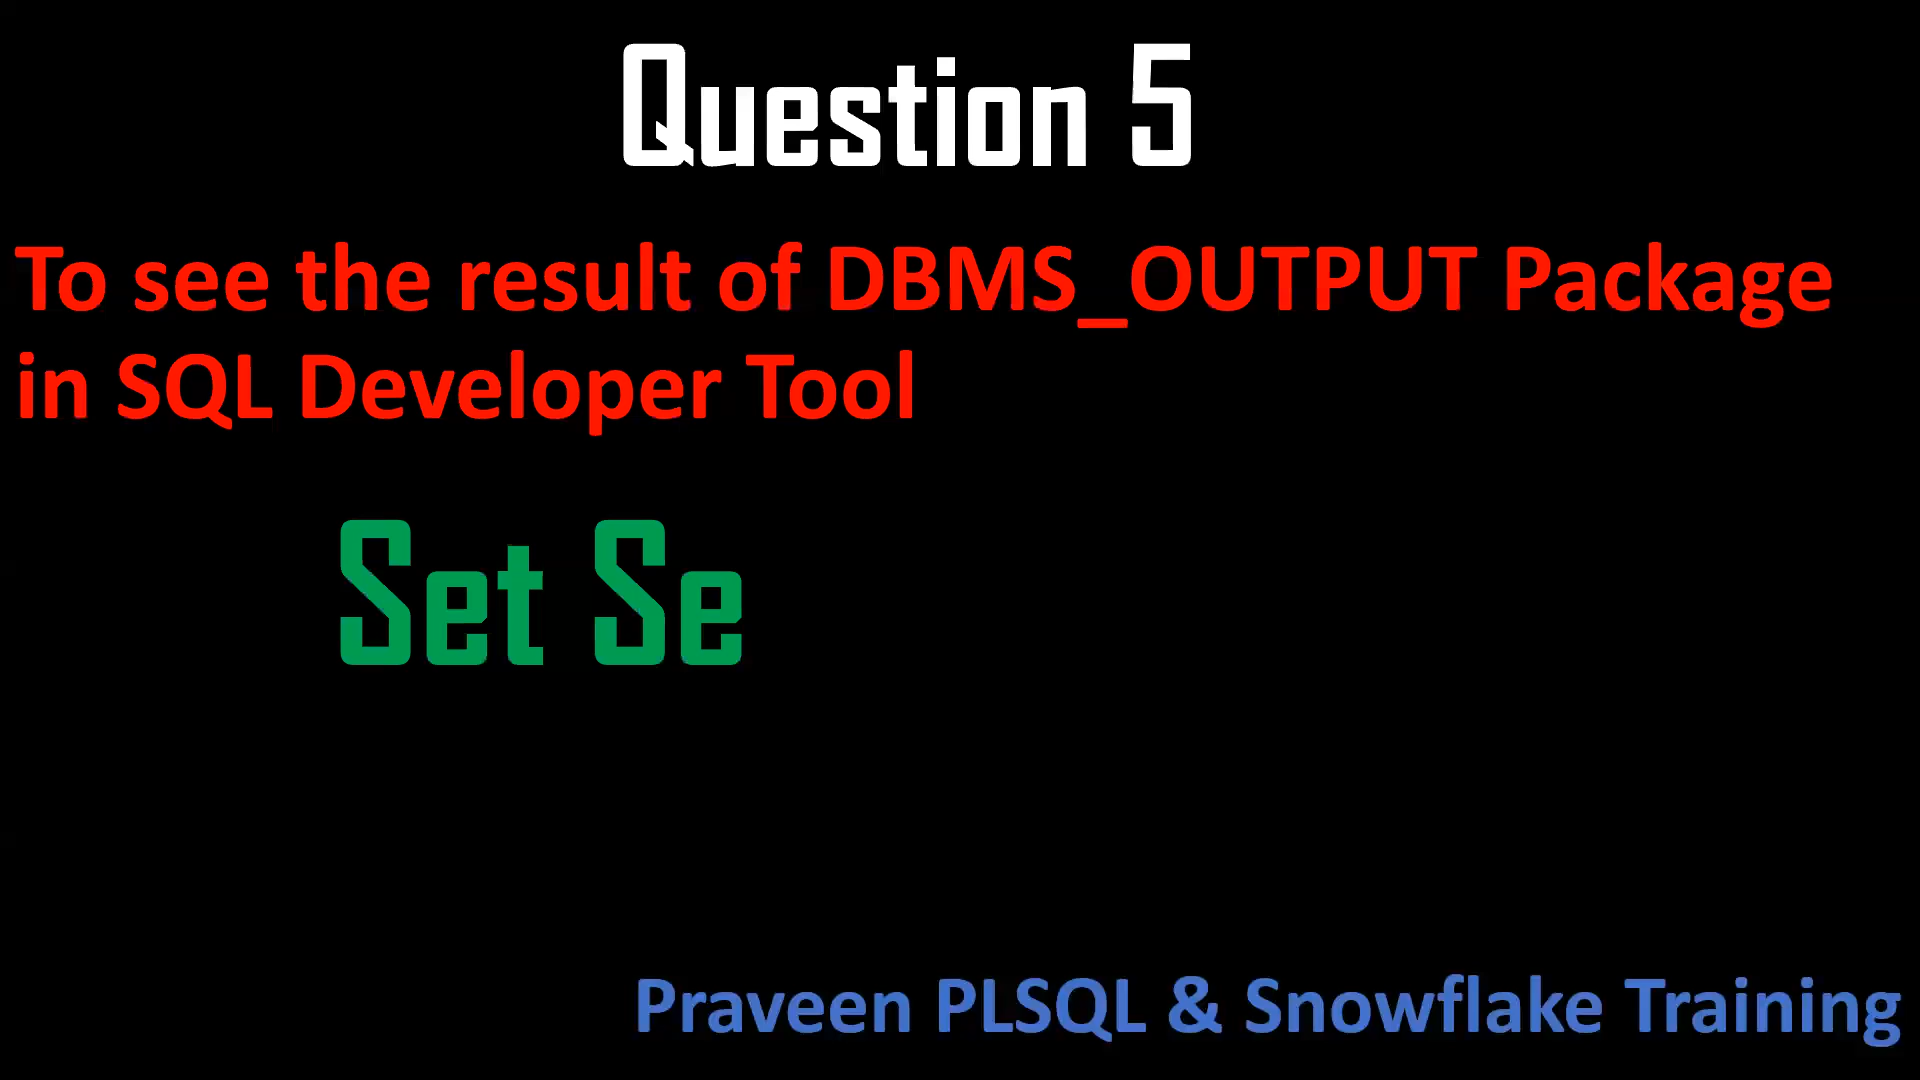 Question 5
To see the result of DBMS_OUTPUT Package
in SQL Developer Tool
Set Se
Praveen PLSQL & Snowflake Training